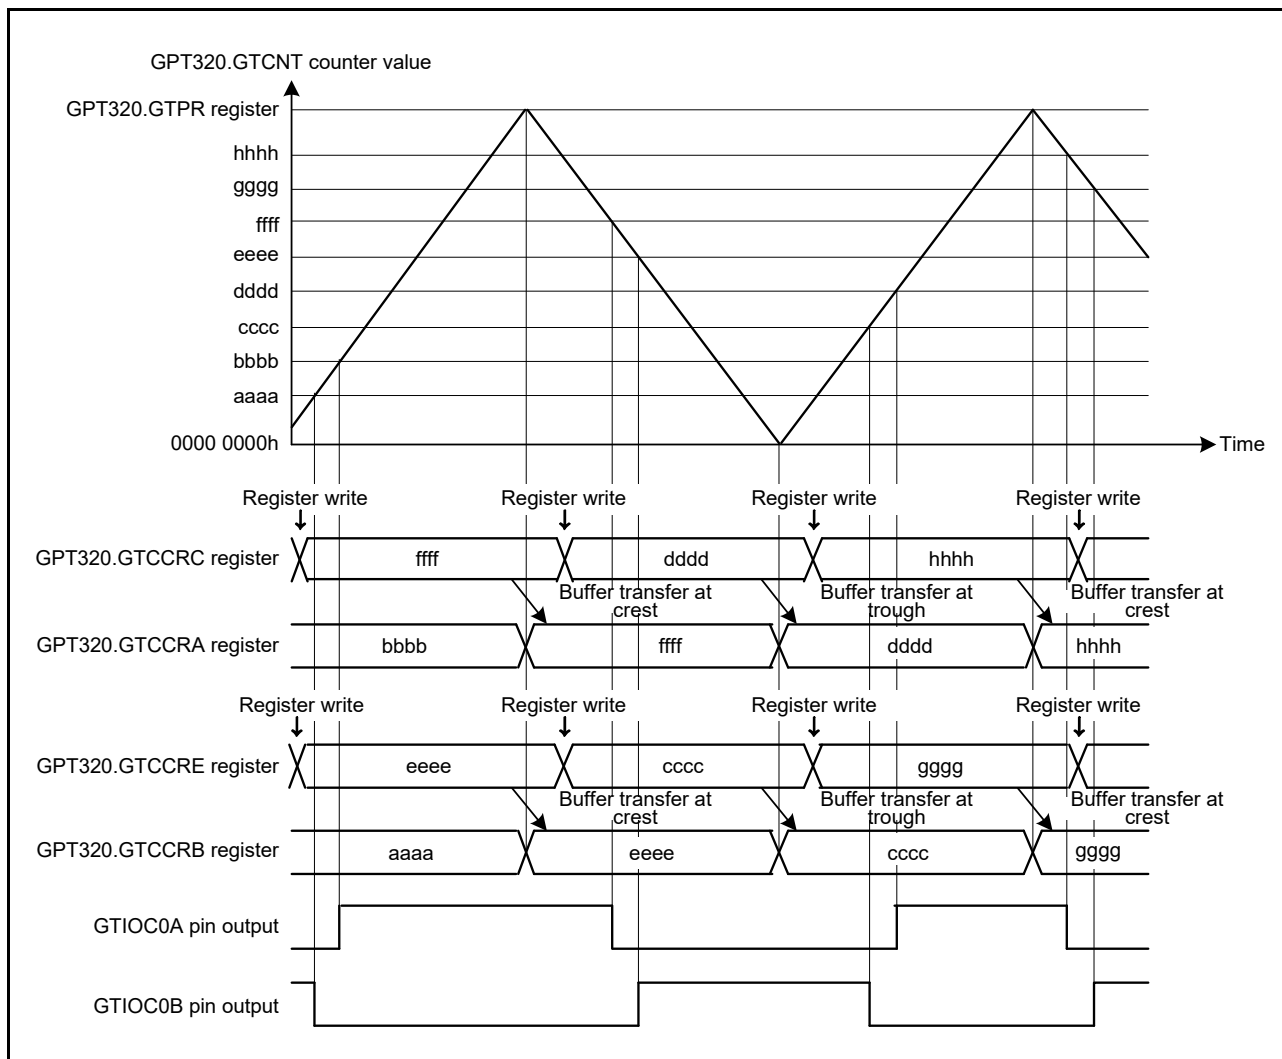 GPT320.GTCNT counter value
GPT320.GTPR register
hhhh
gggg
ffff
eeee
dddd
cccc
bbbb
aaaa
0000 0000h
Time
Register write Register write Register write Register write
GPT320.GTCCRC register ffff dddd hhhh
Buffer transfer at crest Buffer transfer at trough Buffer transfer at crest
GPT320.GTCCRA register bbbb ffff dddd hhhh
Register write Register write Register write Register write
GPT320.GTCCRE register eeee cccc gggg
Buffer transfer at crest Buffer transfer at trough Buffer transfer at crest
GPT320.GTCCRB register aaaa eeee cccc gggg
GTIOC0A pin output
GTIOC0B pin output